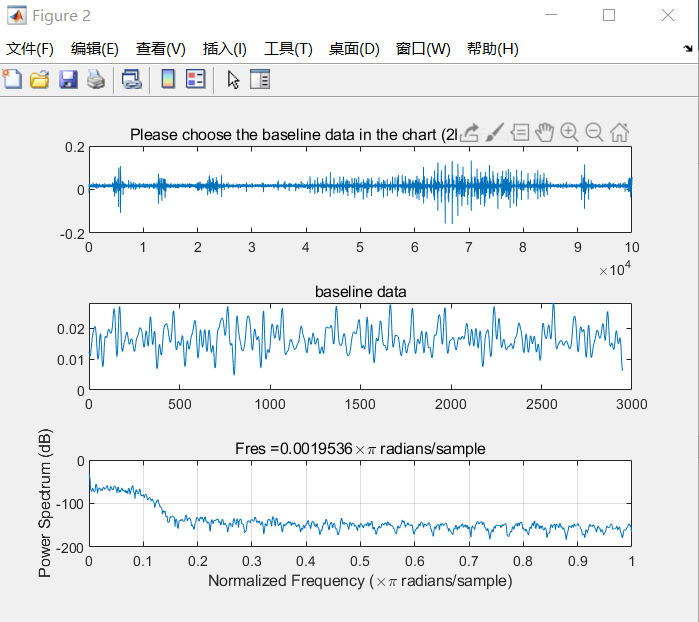 Figure 2
文件(F) 编辑(E) 查看(V) 插入(I) 工具(T) 桌面(D) 窗口(W) 帮助(H)
Please choose the baseline data in the chart
0.2
0
-0.2
0 1 2 3 4 5 6 7 8 9 10
×10⁴
baseline data
0.02
0.01
0
0 500 1000 1500 2000 2500 3000
Fres =0.0019536×π radians/sample
Power Spectrum (dB)
0
-100
-200
0 0.1 0.2 0.3 0.4 0.5 0.6 0.7 0.8 0.9 1
Normalized Frequency (×π radians/sample)